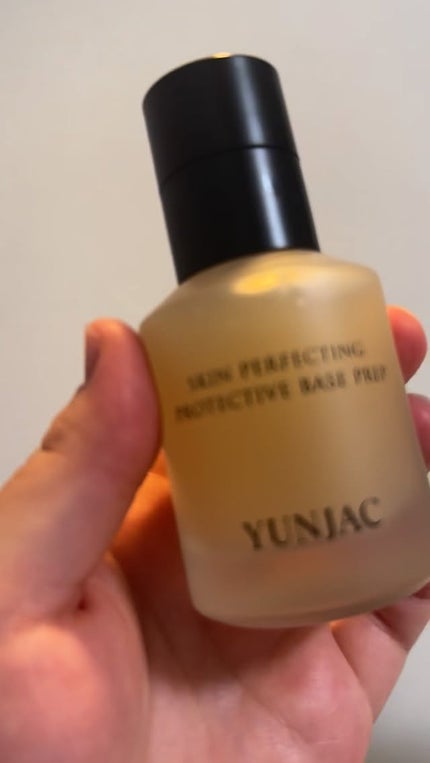 SKIN PERFECTING
PROTECTIVE BASE PREP
YUNJAC